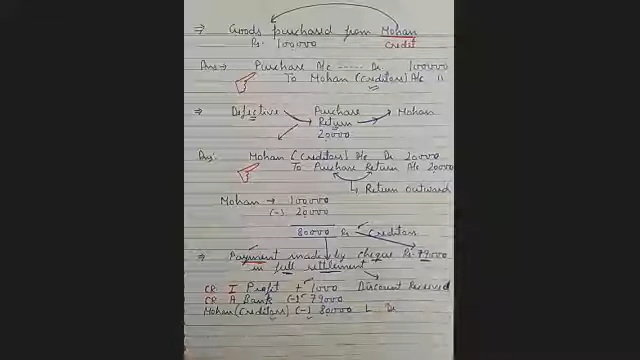 ⇒ Goods purchased from Mohan
Rs. 100000 credit
Ans:- Purchase A/c ----- Dr. 100000
To Mohan (creditors) A/c "
⇒ Defective Purchase Return Mohan
20000
Ans:- Mohan (creditors) A/c Dr 20000
To Purchase Return A/c 20000
Return outward
Mohan → 100000
(-) 20000
80000 Rs Creditors
⇒ Payment made by cheque Rs. 79000
in full settlement
CR I Profit + 1000 Discount Received
CR A Bank (-) 79000
Mohan (Creditors) (-) 80000 L Dr